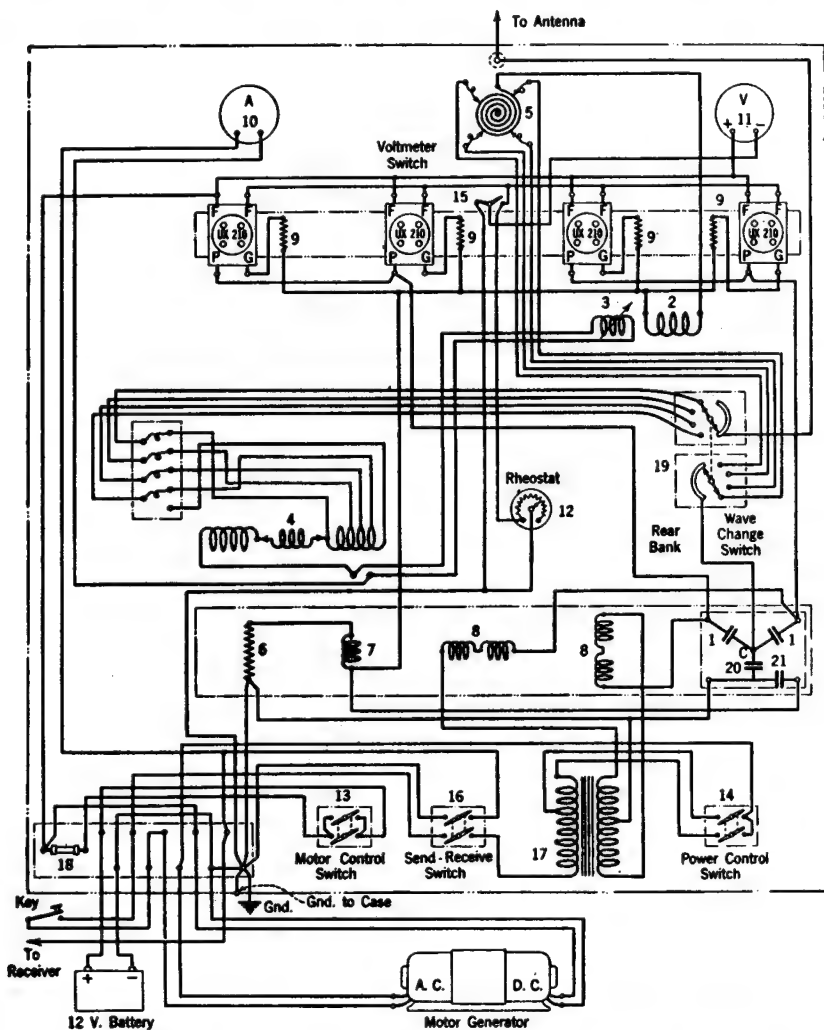 To Antenna
A
10
5
V
+ 11 -
Voltmeter
Switch
15
9
F F
F F
F F
F F
UX 210
UX 210
UX 210
UX 210
9
9
9
P G
P G
P G
G P
3
2
4
Rheostat
12
19
Rear
Bank
Wave
Change
Switch
6
7
8
8
1
1
C
20
21
13
16
14
17
18
Motor Control
Switch
Send-Receive
Switch
Power Control
Switch
Key
Gnd.
Gnd. to Case
To
Receiver
+ -
12 V. Battery
A. C.
D. C.
Motor Generator